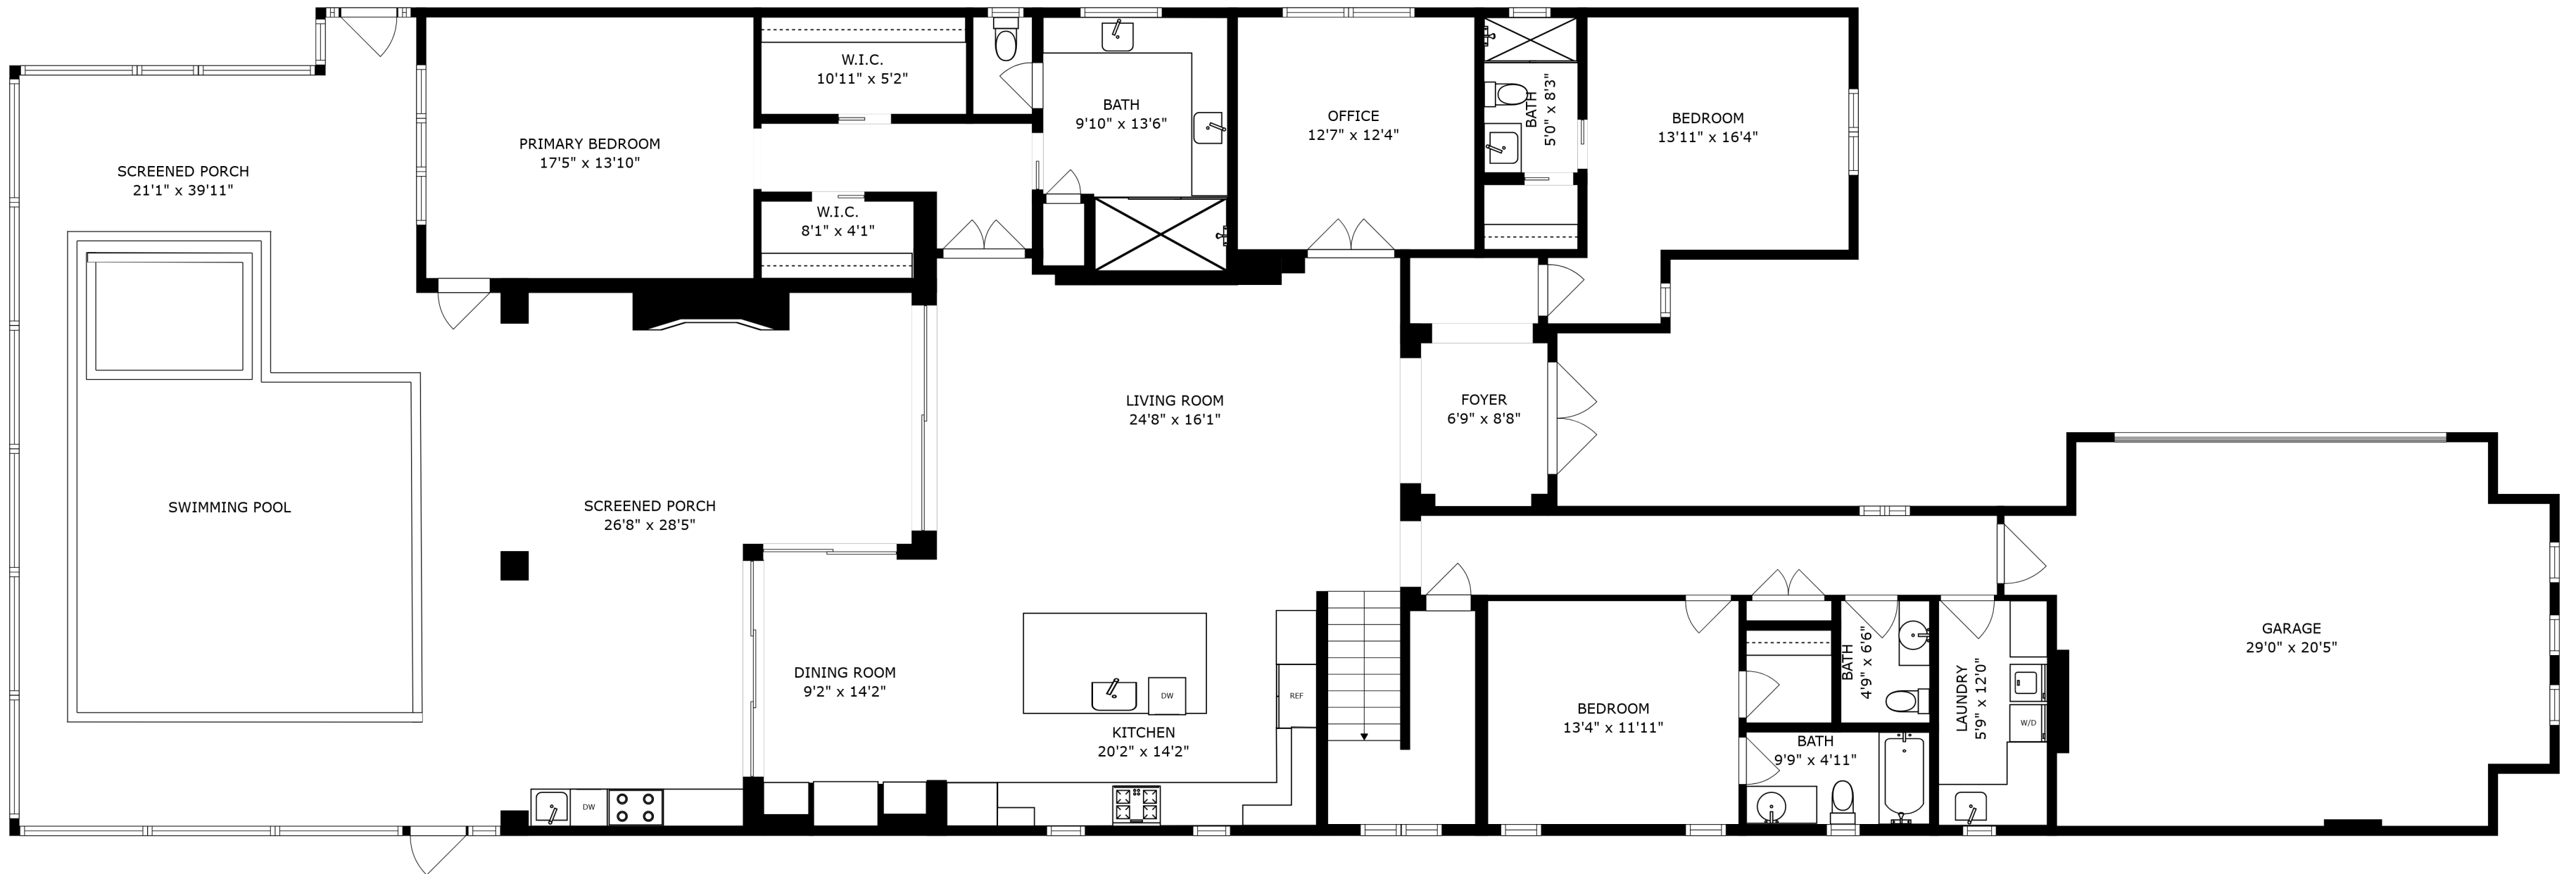 W.I.C.
10'11" x 5'2"
BATH
9'10" x 13'6"
OFFICE
12'7" x 12'4"
BATH
5'0" x 8'3"
BEDROOM
13'11" x 16'4"
PRIMARY BEDROOM
17'5" x 13'10"
SCREENED PORCH
21'1" x 39'11"
W.I.C.
8'1" x 4'1"
LIVING ROOM
24'8" x 16'1"
FOYER
6'9" x 8'8"
SWIMMING POOL
SCREENED PORCH
26'8" x 28'5"
GARAGE
29'0" x 20'5"
DINING ROOM
9'2" x 14'2"
DW
REF
KITCHEN
20'2" x 14'2"
BEDROOM
13'4" x 11'11"
BATH
4'9" x 6'6"
LAUNDRY
5'9" x 12'0"
W/D
BATH
9'9" x 4'11"
DW